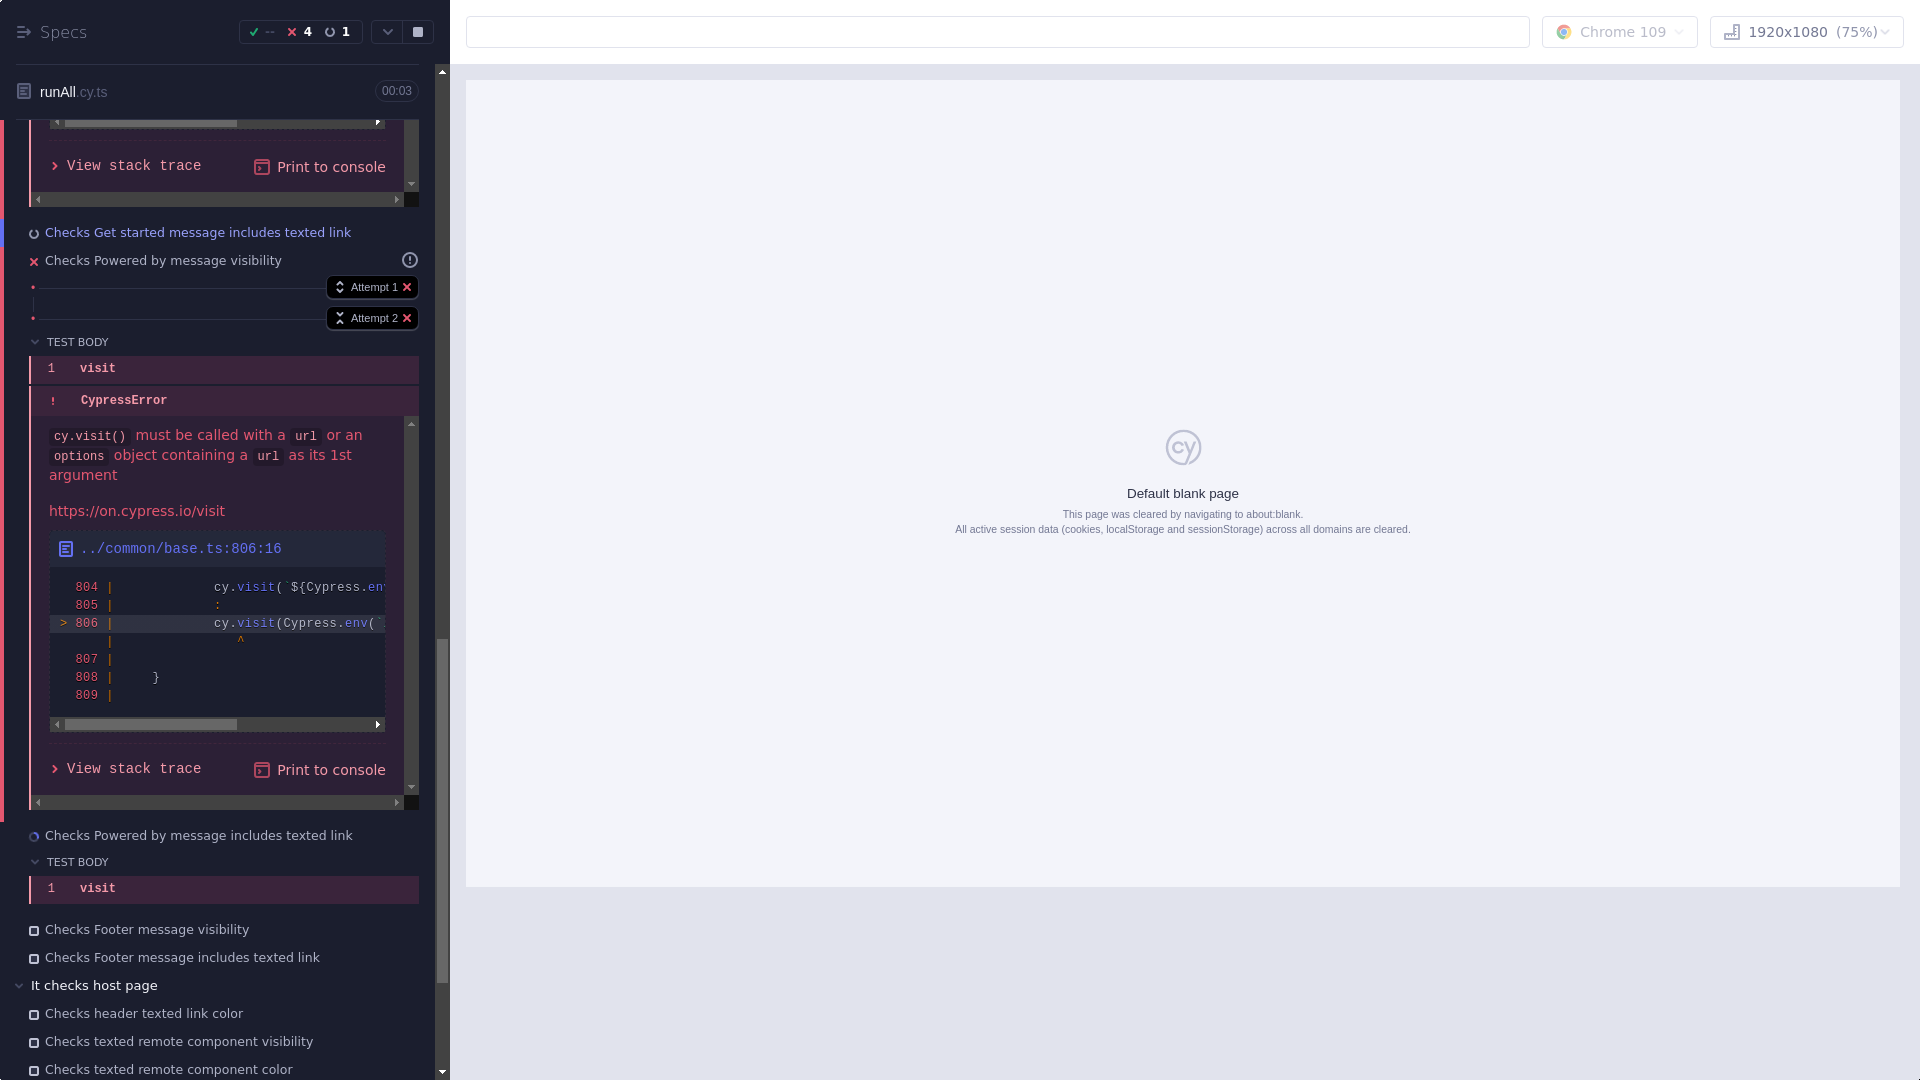 Specs
-- 4 1
Chrome 109
1920x1080 (75%)
runAll.cy.ts
00:03
View stack trace
Print to console
Checks Get started message includes texted link
Checks Powered by message visibility
Attempt 1
Attempt 2
TEST BODY
1 visit
! CypressError
cy.visit() must be called with a url or an
options object containing a url as its 1st
argument
https://on.cypress.io/visit
../common/base.ts:806:16
804 | cy.visit(`${Cypress.env
805 | :
> 806 | cy.visit(Cypress.env(`
| ^
807 |
808 | }
809 |
View stack trace
Print to console
Checks Powered by message includes texted link
TEST BODY
1 visit
Checks Footer message visibility
Checks Footer message includes texted link
It checks host page
Checks header texted link color
Checks texted remote component visibility
Checks texted remote component color
cy
Default blank page
This page was cleared by navigating to about:blank.
All active session data (cookies, localStorage and sessionStorage) across all domains are cleared.